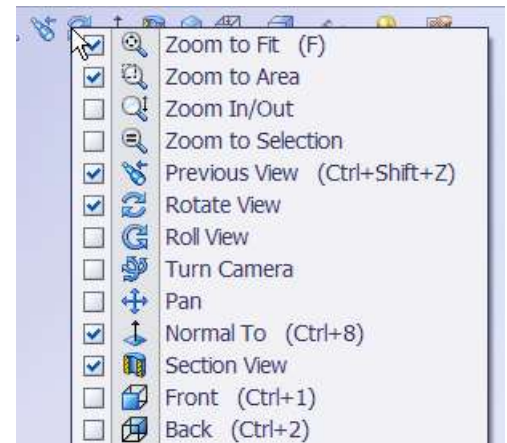 Zoom to Fit (F)
Zoom to Area
Zoom In/Out
Zoom to Selection
Previous View (Ctrl+Shift+Z)
Rotate View
Roll View
Turn Camera
Pan
Normal To (Ctrl+8)
Section View
Front (Ctrl+1)
Back (Ctrl+2)